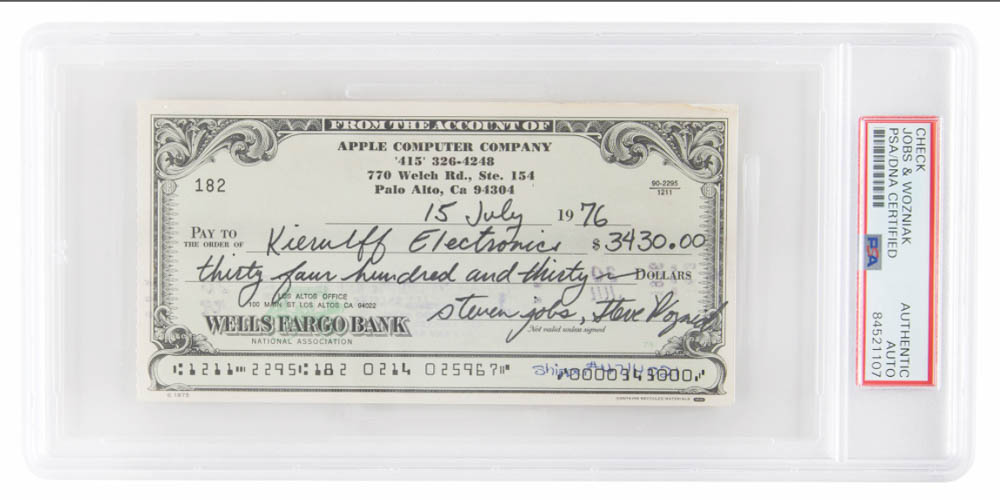 FROM THE ACCOUNT OF
APPLE COMPUTER COMPANY
'415' 326-4248
770 Welch Rd., Ste. 154
Palo Alto, Ca 94304
182
90-2295
1211
15 July 1976
PAY TO
THE ORDER OF Kierulff Electronics $3430.00
thirty four hundred and thirty DOLLARS
LOS ALTOS OFFICE
100 MAIN ST LOS ALTOS CA 94022
WELLS FARGO BANK
NATIONAL ASSOCIATION
steven jobs, Steve Wozniak
Not valid unless signed
⑆1211⑉2295⑆182 0214 025967⑈ ⑇0000343000⑇
© 1975
CONTAINS RECYCLED MATERIALS
CHECK
JOBS & WOZNIAK
PSA/DNA CERTIFIED
PSA
AUTHENTIC
AUTO
84521107